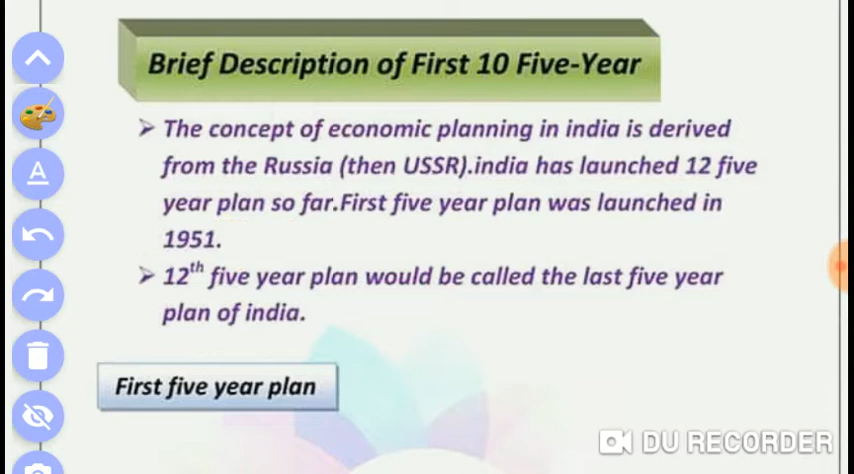 Brief Description of First 10 Five-Year
The concept of economic planning in india is derived
from the Russia (then USSR).india has launched 12 five
year plan so far.First five year plan was launched in
1951.
12th five year plan would be called the last five year
plan of india.
First five year plan
A
DU RECORDER